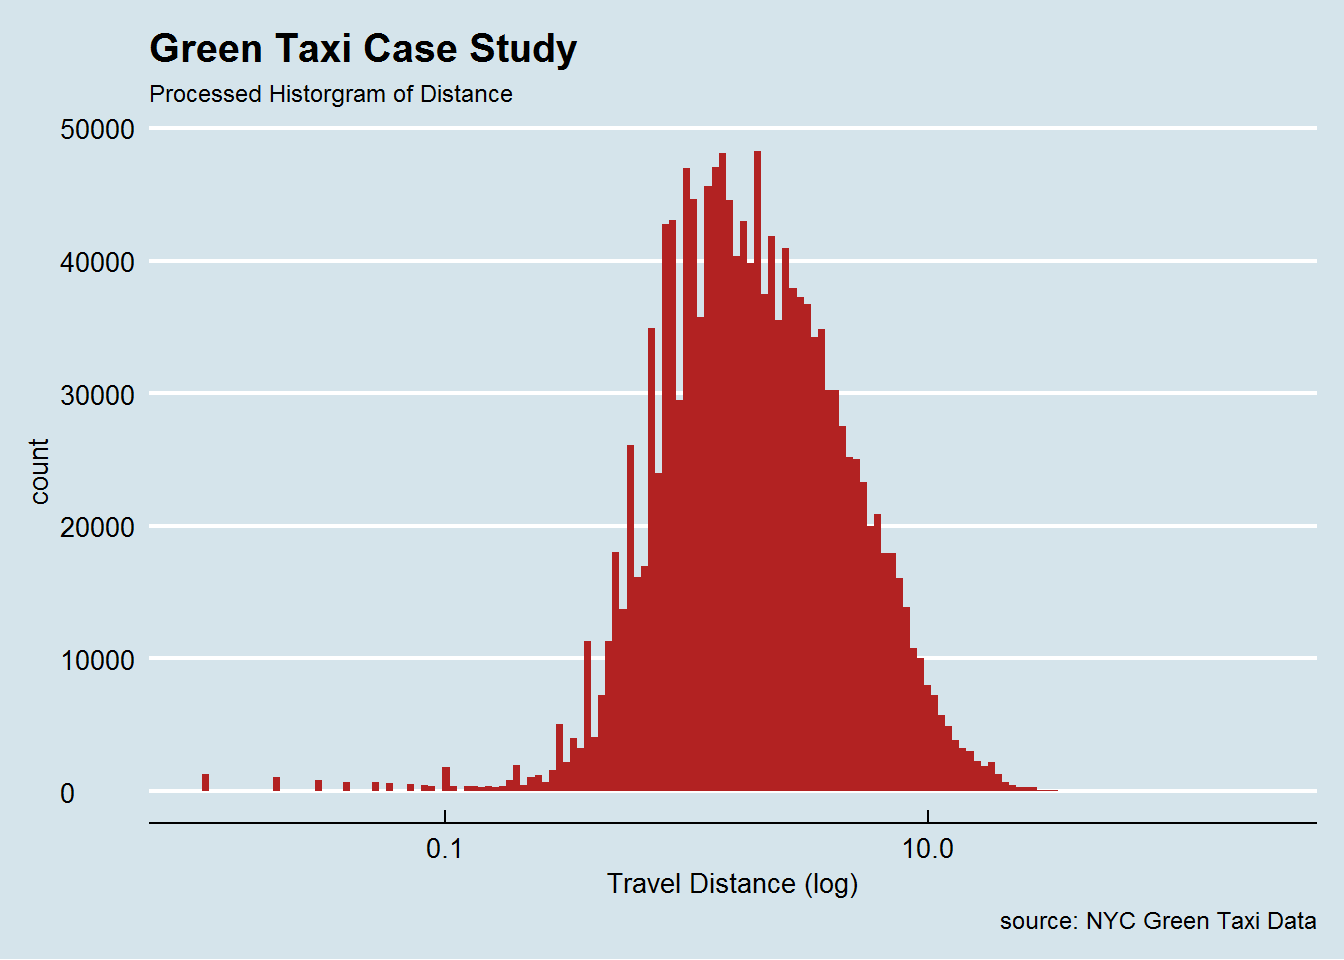 Green Taxi Case Study
Processed Historgram of Distance
50000
40000
30000
20000
10000
0
count
0.1
10.0
Travel Distance (log)
source: NYC Green Taxi Data